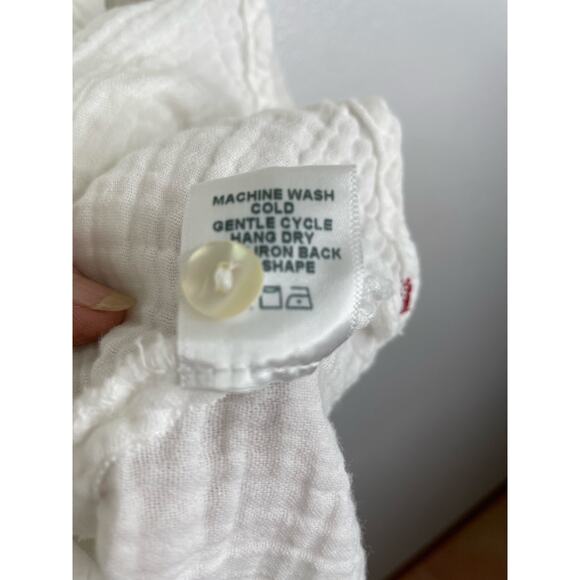 MACHINE WASH
COLD
GENTLE CYCLE
HANG DRY
IRON BACK
SHAPE